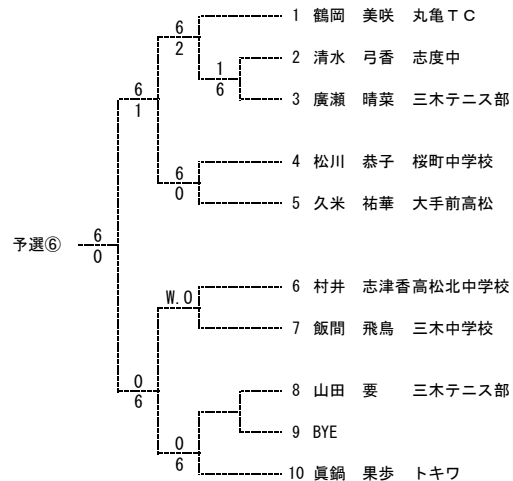 6
1 鶴岡 美咲 丸亀TC
2
1
2 清水 弓香 志度中
6
6
3 廣瀬 晴菜 三木テニス部
1
6
4 松川 恭子 桜町中学校
0
5 久米 祐華 大手前高松
6
予選⑥
0
6 村井 志津香高松北中学校
W.O
7 飯間 飛鳥 三木中学校
0
8 山田 要 三木テニス部
6
9 BYE
0
6
10 眞鍋 果歩 トキワ